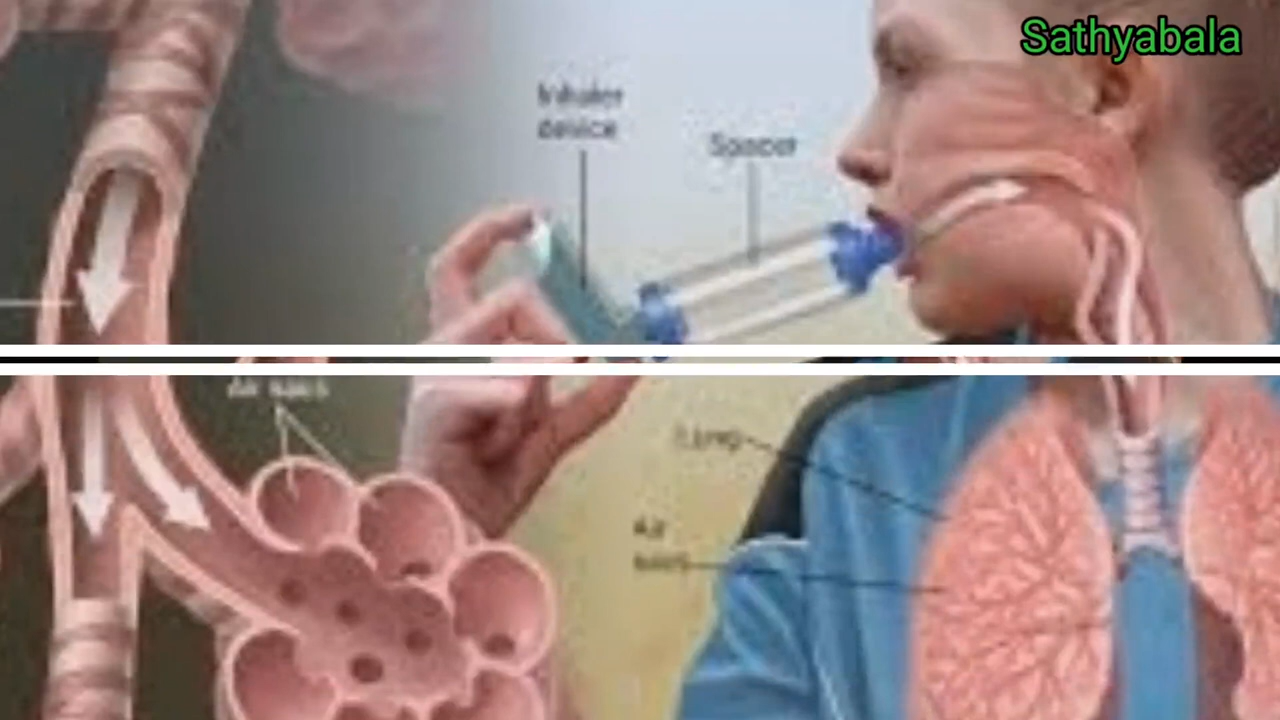 Sathyabala
Inhaler
device
Spacer
Air sacs
Lung
Air
sacs